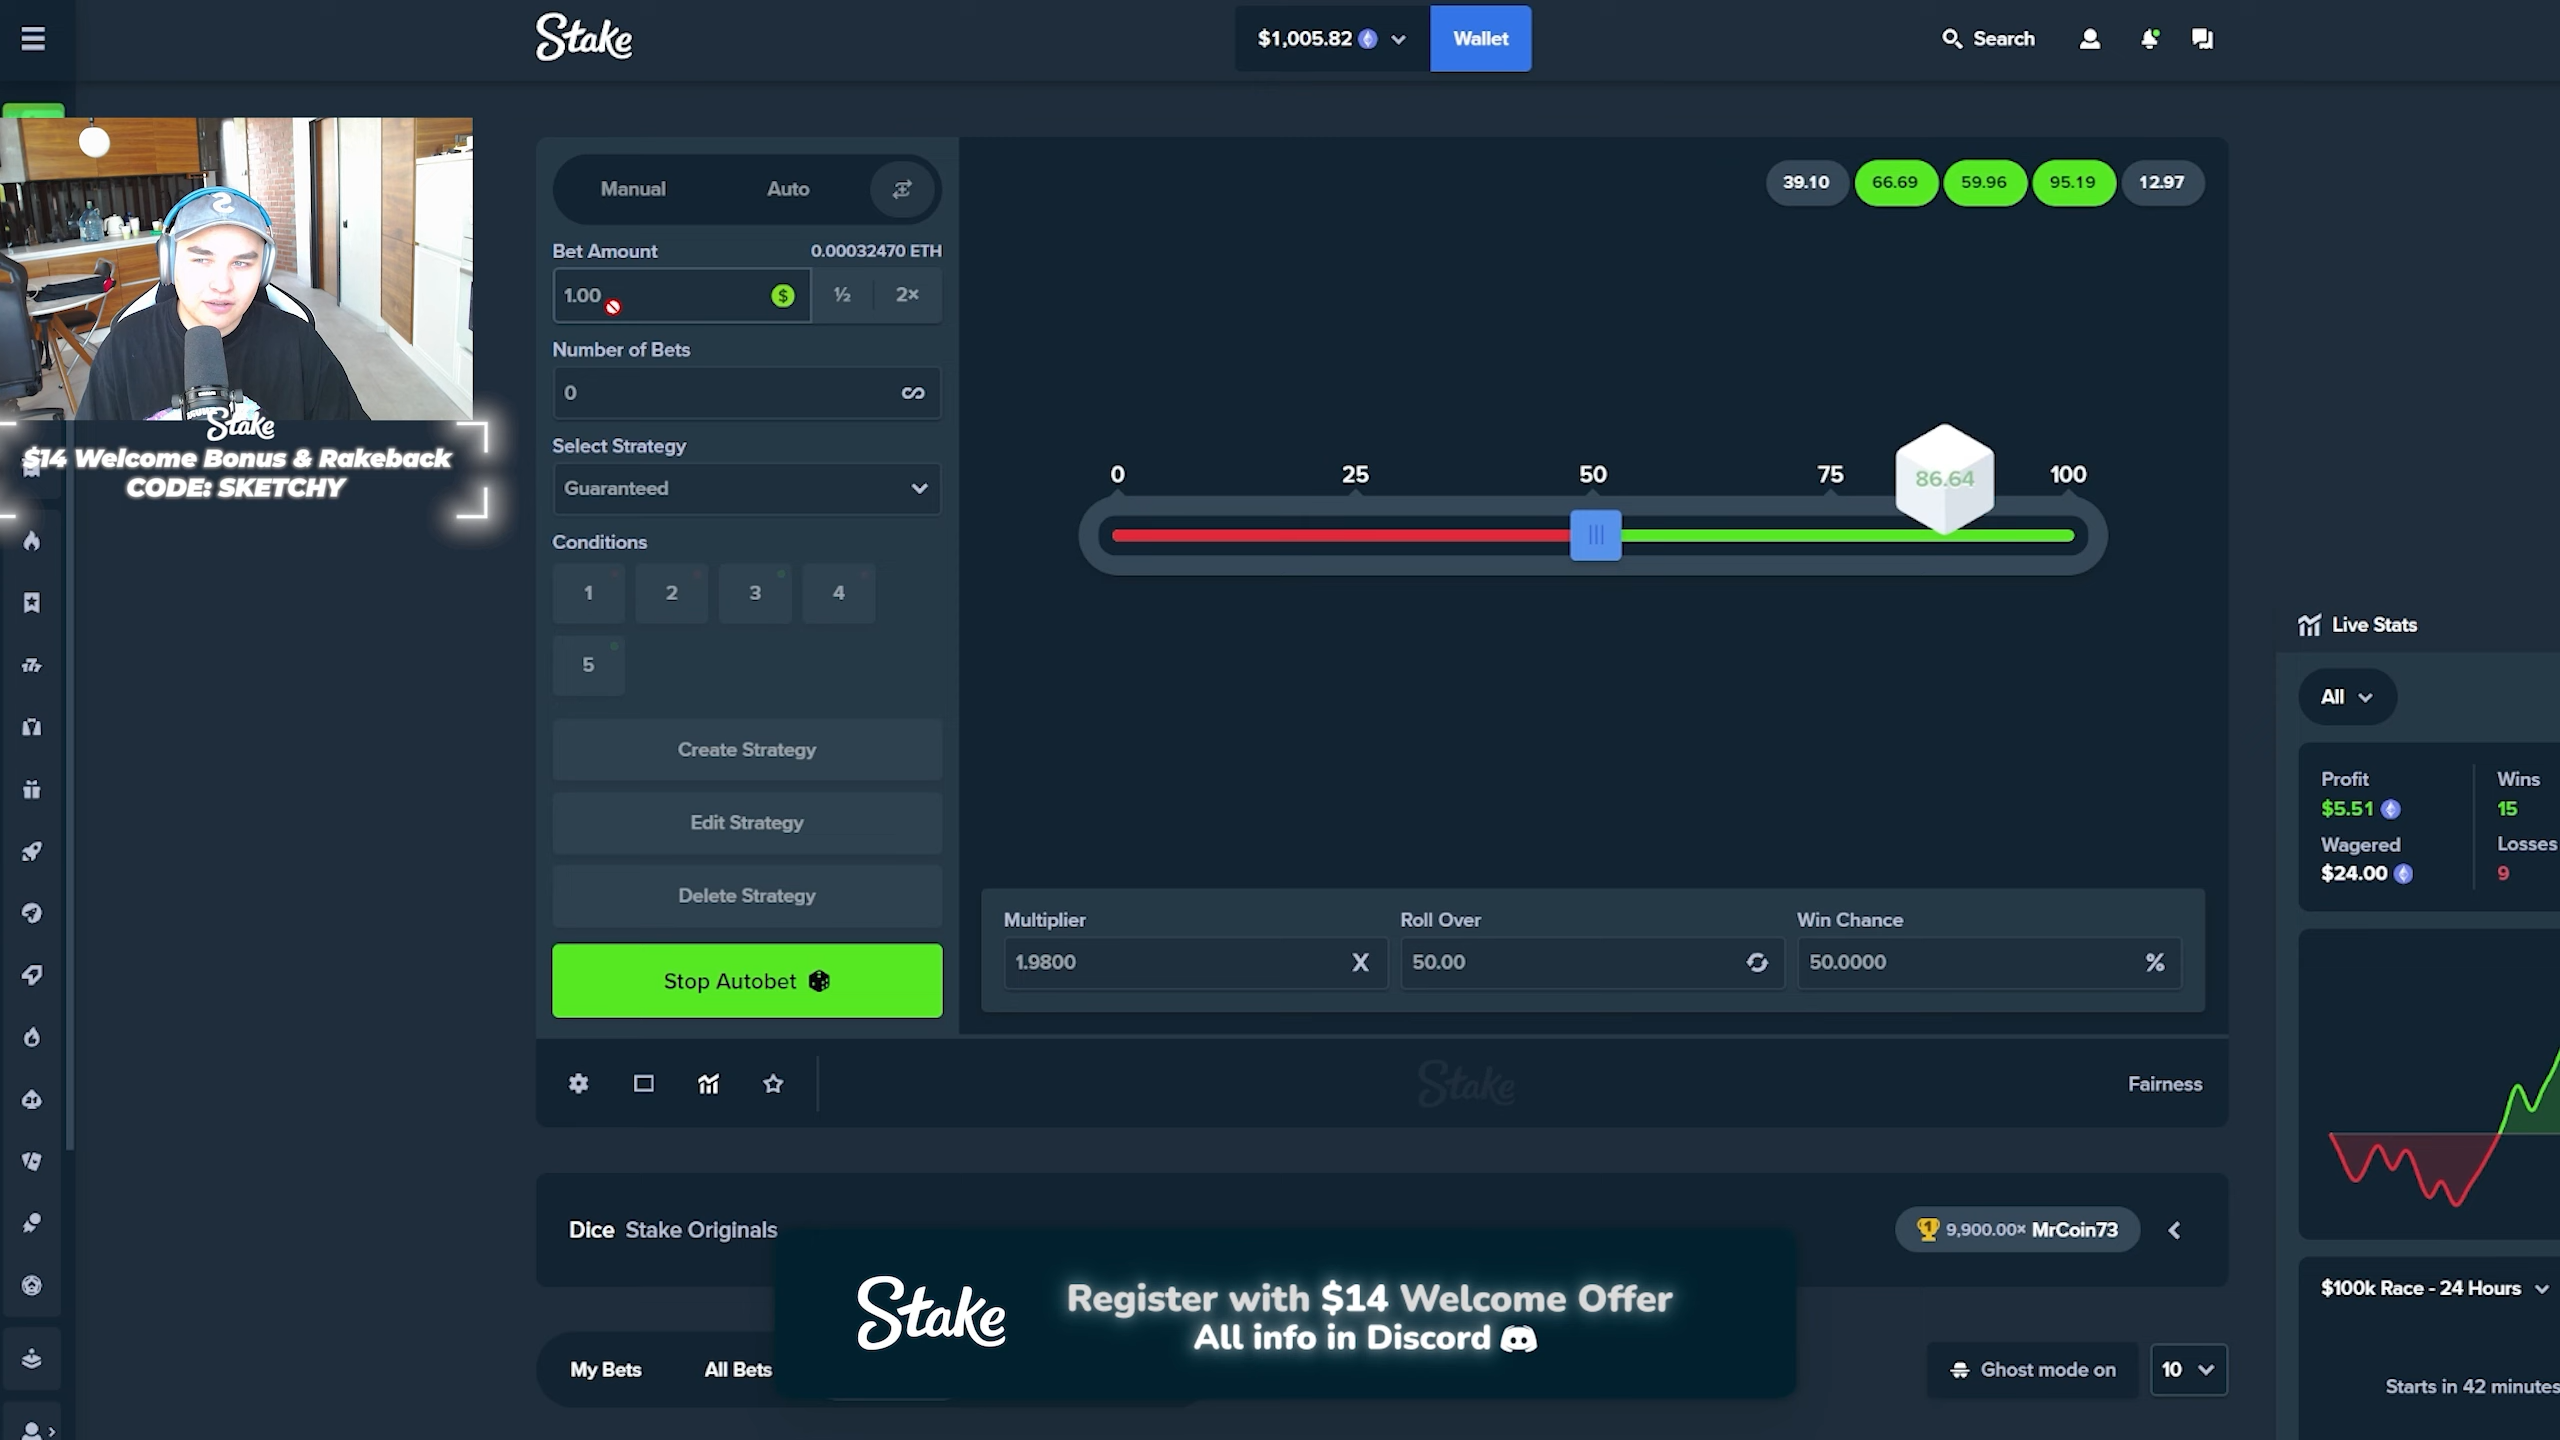 Stake
$1,005.82
Wallet
Search
Manual
Auto
39.10
66.69
59.96
95.19
12.97
Bet Amount
0.00032470 ETH
1.00
$
½
2×
Number of Bets
0
Select Strategy
Guaranteed
Conditions
1
2
3
4
5
Create Strategy
Edit Strategy
Delete Strategy
Stop Autobet
0
25
50
75
100
86.64
Multiplier
1.9800
Roll Over
50.00
Win Chance
50.0000
%
Stake
Fairness
Stake
$14 Welcome Bonus & Rakeback
CODE: SKETCHY
Live Stats
All
Profit
$5.51
Wins
15
Wagered
$24.00
Losses
9
Dice Stake Originals
9,900.00× MrCoin73
Stake
Register with $14 Welcome Offer
All info in Discord
My Bets
All Bets
Ghost mode on
10
$100k Race - 24 Hours
Starts in 42 minutes